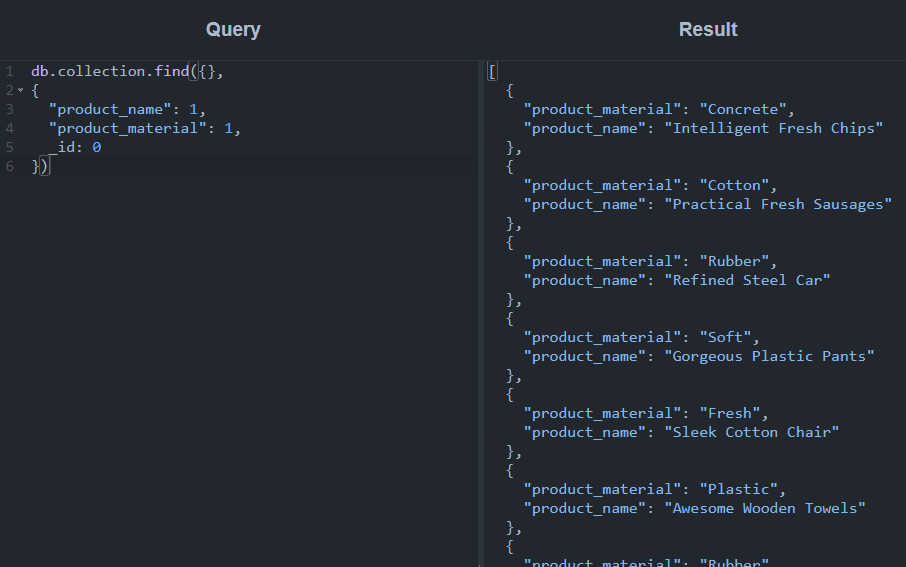 Query
1 db.collection.find({},
2 {
3   "product_name": 1,
4   "product_material": 1,
5   _id: 0
6 })
Result
[
  {
    "product_material": "Concrete",
    "product_name": "Intelligent Fresh Chips"
  },
  {
    "product_material": "Cotton",
    "product_name": "Practical Fresh Sausages"
  },
  {
    "product_material": "Rubber",
    "product_name": "Refined Steel Car"
  },
  {
    "product_material": "Soft",
    "product_name": "Gorgeous Plastic Pants"
  },
  {
    "product_material": "Fresh",
    "product_name": "Sleek Cotton Chair"
  },
  {
    "product_material": "Plastic",
    "product_name": "Awesome Wooden Towels"
  },
  {
    "product_material": "Rubber"